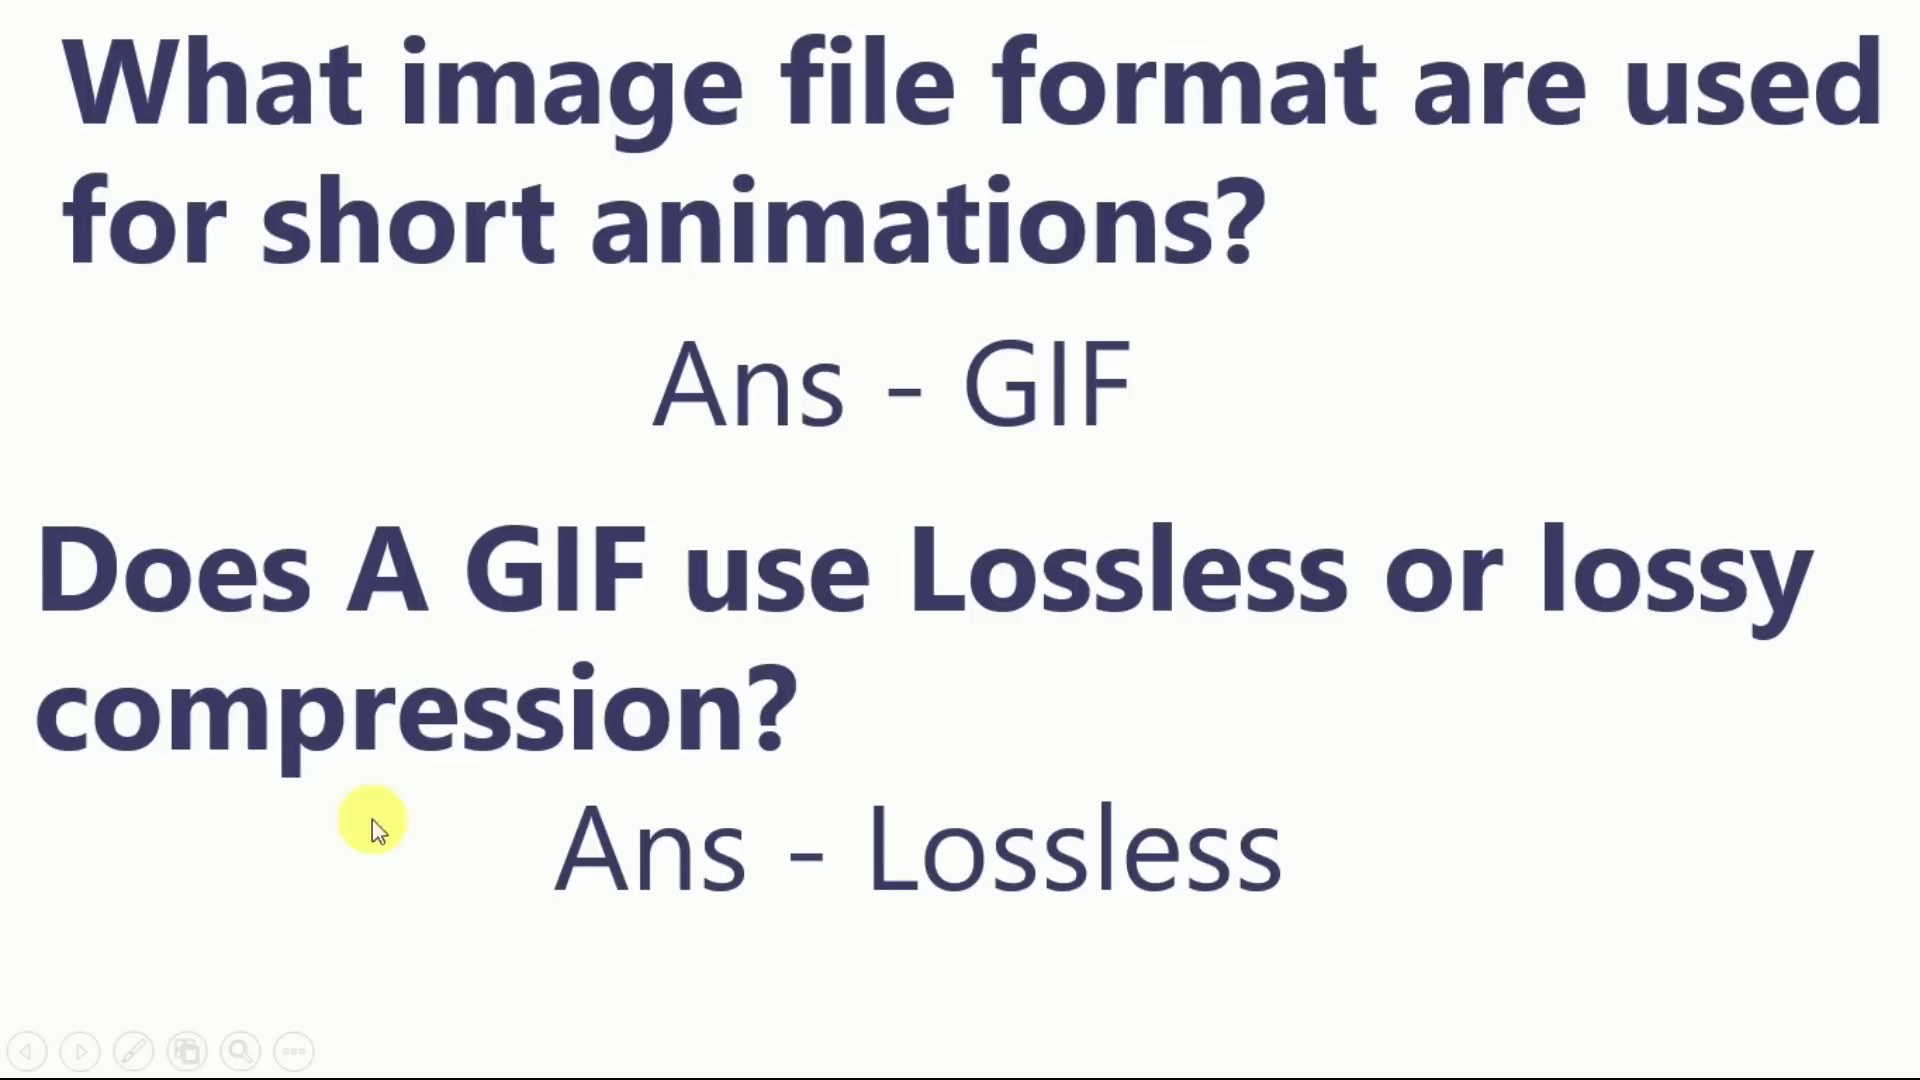 What image file format are used
for short animations?
Ans - GIF
Does A GIF use Lossless or lossy
compression?
Ans - Lossless